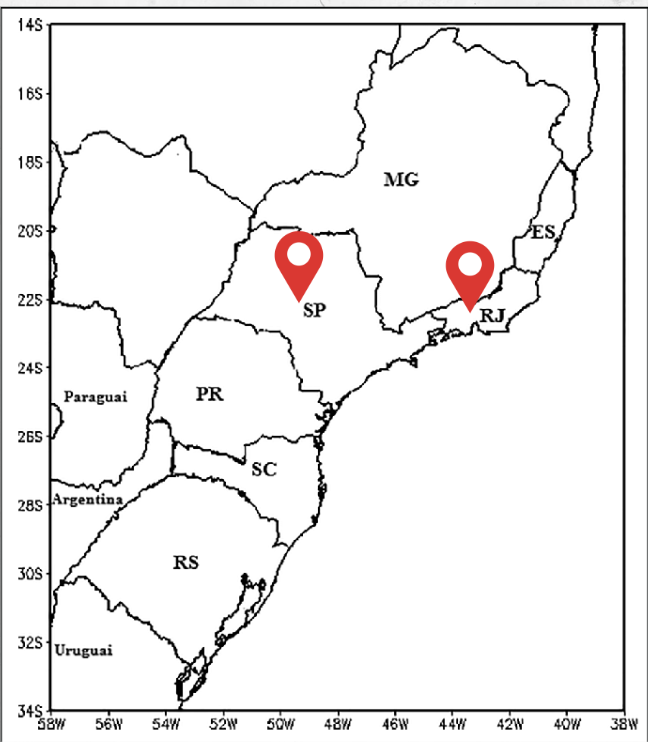 14S
16S
18S
MG
20S
ES
22S
SP
RJ
24S
Paraguai
PR
26S
SC
Argentina
28S
RS
30S
32S
Uruguai
34S
58W 56W 54W 52W 50W 48W 46W 44W 42W 40W 38W